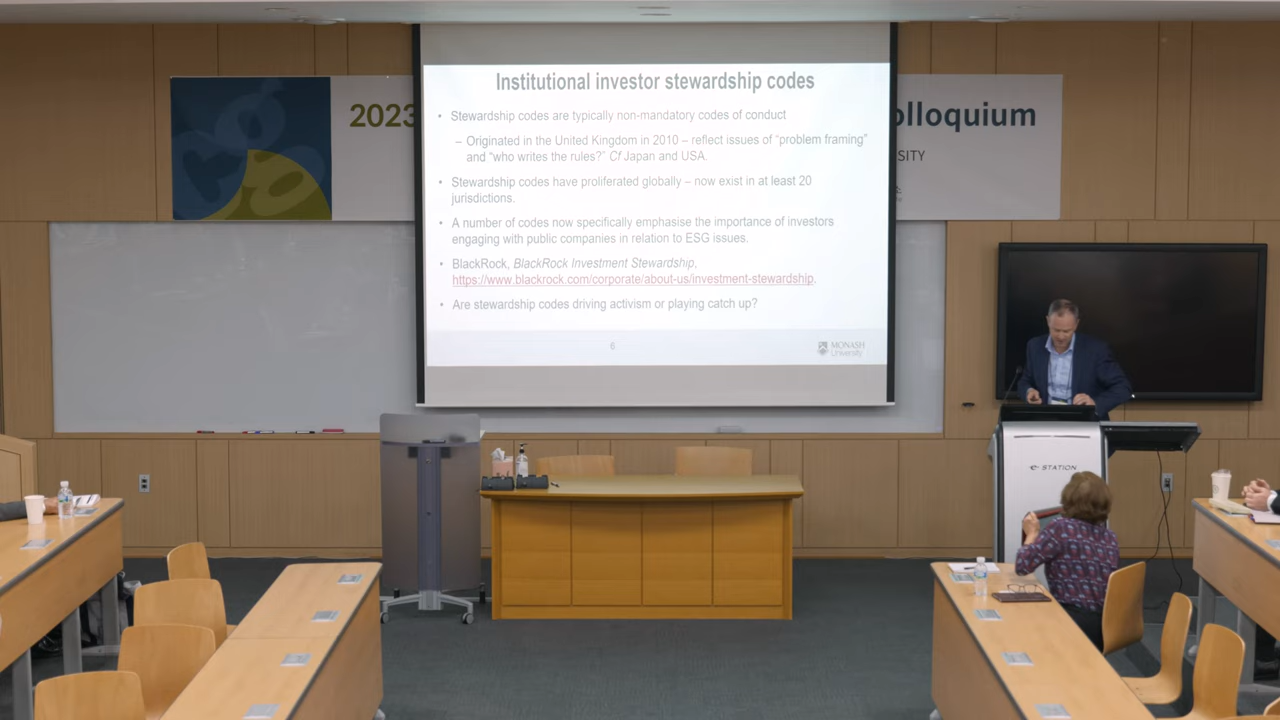 Institutional investor stewardship codes
• Stewardship codes are typically non-mandatory codes of conduct
– Originated in the United Kingdom in 2010 – reflect issues of “problem framing”
and “who writes the rules?” Cf Japan and USA.
• Stewardship codes have proliferated globally – now exist in at least 20
jurisdictions.
• A number of codes now specifically emphasise the importance of investors
engaging with public companies in relation to ESG issues.
• BlackRock, BlackRock Investment Stewardship,
https://www.blackrock.com/corporate/about-us/investment-stewardship.
• Are stewardship codes driving activism or playing catch up?
6
MONASH
University
2023
olloquium
SITY
e-STATION